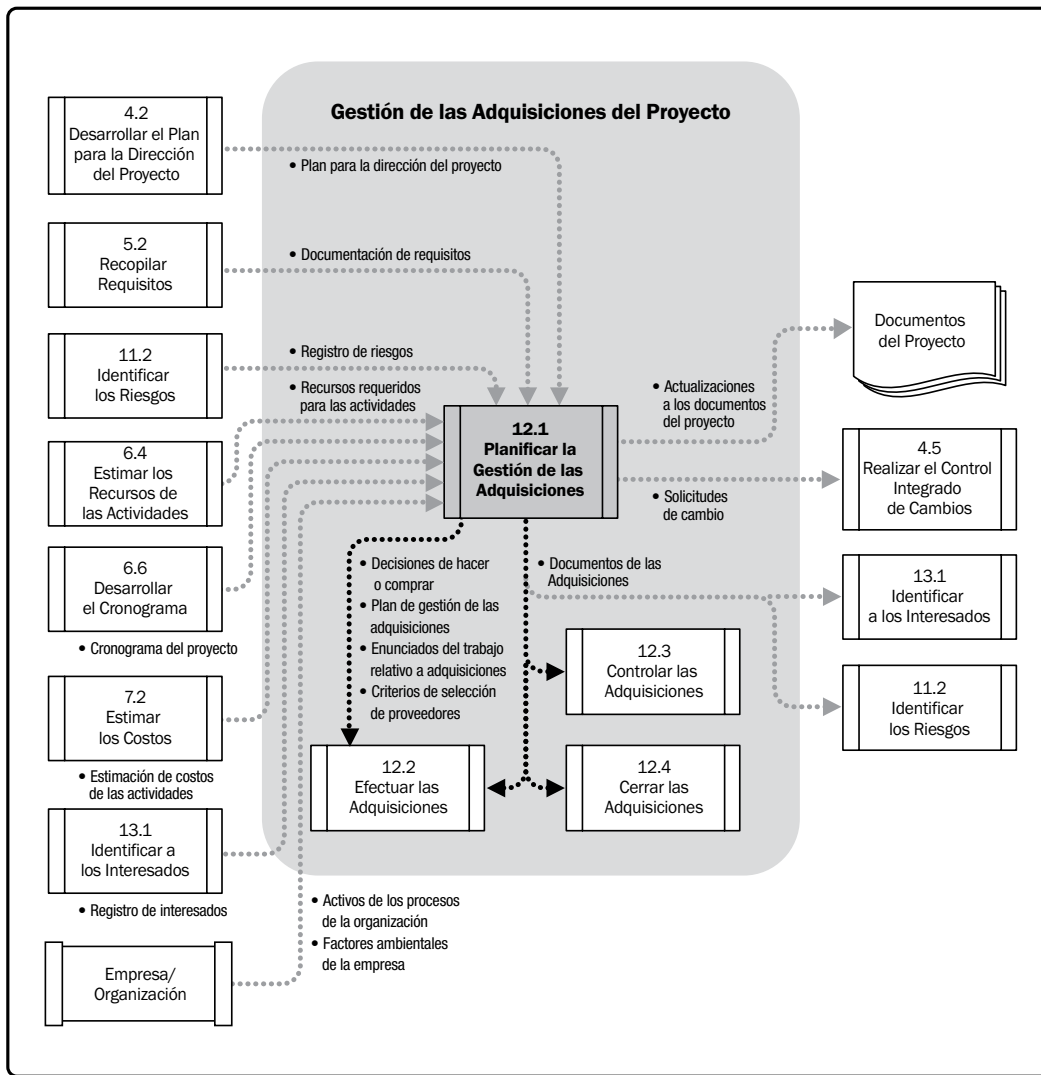 Gestión de las Adquisiciones del Proyecto
4.2
Desarrollar el Plan
para la Dirección
del Proyecto
• Plan para la dirección del proyecto
5.2
Recopilar
Requisitos
• Documentación de requisitos
11.2
Identificar
los Riesgos
• Registro de riesgos
• Recursos requeridos
para las actividades
6.4
Estimar los
Recursos de
las Actividades
6.6
Desarrollar
el Cronograma
• Cronograma del proyecto
7.2
Estimar
los Costos
• Estimación de costos
de las actividades
13.1
Identificar a
los Interesados
• Registro de interesados
Empresa/
Organización
• Activos de los procesos
de la organización
• Factores ambientales
de la empresa
12.1
Planificar la
Gestión de las
Adquisiciones
• Decisiones de hacer
o comprar
• Plan de gestión de las
adquisiciones
• Enunciados del trabajo
relativo a adquisiciones
• Criterios de selección
de proveedores
12.2
Efectuar las
Adquisiciones
• Actualizaciones
a los documentos
del proyecto
• Solicitudes
de cambio
• Documentos de las
Adquisiciones
12.3
Controlar las
Adquisiciones
12.4
Cerrar las
Adquisiciones
Documentos
del Proyecto
4.5
Realizar el Control
Integrado
de Cambios
13.1
Identificar
a los Interesados
11.2
Identificar
los Riesgos